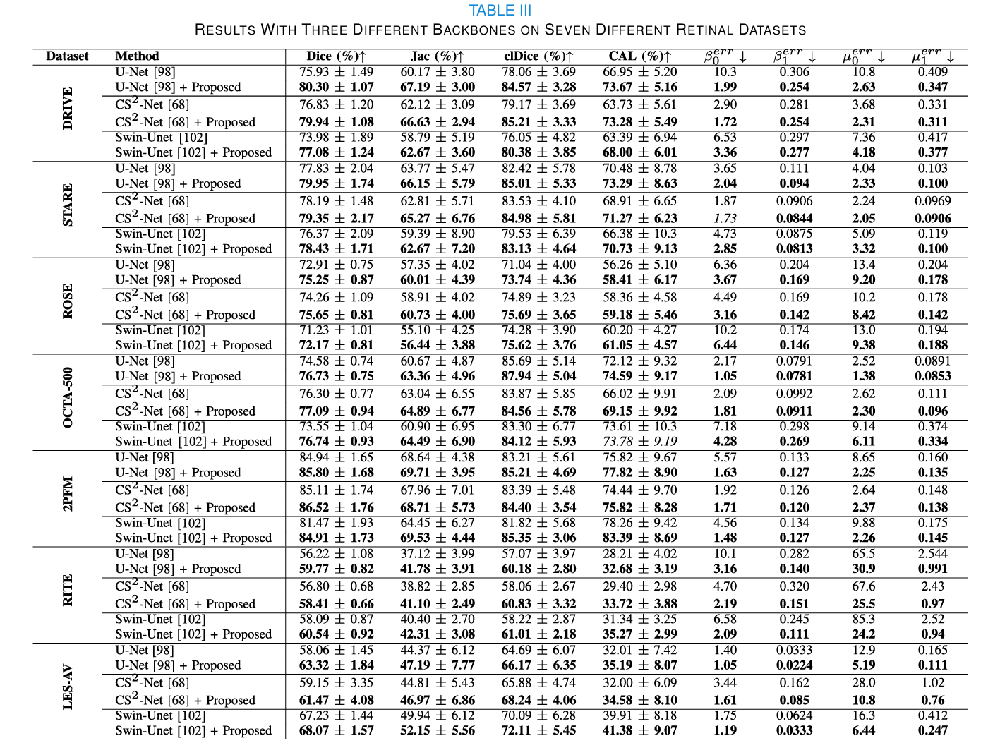 TABLE III
RESULTS WITH THREE DIFFERENT BACKBONES ON SEVEN DIFFERENT RETINAL DATASETS
Dataset Method Dice (%)↑ Jac (%)↑ clDice (%)↑ CAL (%)↑ β₀ᵉʳʳ ↓ β₁ᵉʳʳ ↓ μ₀ᵉʳʳ ↓ μ₁ᵉʳʳ ↓
DRIVE
U-Net [98] 75.93 ± 1.49 60.17 ± 3.80 78.06 ± 3.69 66.95 ± 5.20 10.3 0.306 10.8 0.409
U-Net [98] + Proposed 80.30 ± 1.07 67.19 ± 3.00 84.57 ± 3.28 73.67 ± 5.16 1.99 0.254 2.63 0.347
CS²-Net [68] 76.83 ± 1.20 62.12 ± 3.09 79.17 ± 3.69 63.73 ± 5.61 2.90 0.281 3.68 0.331
CS²-Net [68] + Proposed 79.94 ± 1.08 66.63 ± 2.94 85.21 ± 3.33 73.28 ± 5.49 1.72 0.254 2.31 0.311
Swin-Unet [102] 73.98 ± 1.89 58.79 ± 5.19 76.05 ± 4.82 63.39 ± 6.94 6.53 0.297 7.36 0.417
Swin-Unet [102] + Proposed 77.08 ± 1.24 62.67 ± 3.60 80.38 ± 3.85 68.00 ± 6.01 3.36 0.277 4.18 0.377
STARE
U-Net [98] 77.83 ± 2.04 63.77 ± 5.47 82.42 ± 5.78 70.48 ± 8.78 3.65 0.111 4.04 0.103
U-Net [98] + Proposed 79.95 ± 1.74 66.15 ± 5.79 85.01 ± 5.33 73.29 ± 8.63 2.04 0.094 2.33 0.100
CS²-Net [68] 78.19 ± 1.48 62.81 ± 5.71 83.53 ± 4.10 68.91 ± 6.65 1.87 0.0906 2.24 0.0969
CS²-Net [68] + Proposed 79.35 ± 2.17 65.27 ± 6.76 84.98 ± 5.81 71.27 ± 6.23 1.73 0.0844 2.05 0.0906
Swin-Unet [102] 76.37 ± 2.09 59.39 ± 8.90 79.53 ± 6.39 66.38 ± 10.3 4.73 0.0875 5.09 0.119
Swin-Unet [102] + Proposed 78.43 ± 1.71 62.67 ± 7.20 83.13 ± 4.64 70.73 ± 9.13 2.85 0.0813 3.32 0.100
ROSE
U-Net [98] 72.91 ± 0.75 57.35 ± 4.02 71.04 ± 4.00 56.26 ± 5.10 6.36 0.204 13.4 0.204
U-Net [98] + Proposed 75.25 ± 0.87 60.01 ± 4.39 73.74 ± 4.36 58.41 ± 6.17 3.67 0.169 9.20 0.178
CS²-Net [68] 74.26 ± 1.09 58.91 ± 4.02 74.89 ± 3.23 58.36 ± 4.58 4.49 0.169 10.2 0.178
CS²-Net [68] + Proposed 75.65 ± 0.81 60.73 ± 4.00 75.69 ± 3.65 59.18 ± 5.46 3.16 0.142 8.42 0.142
Swin-Unet [102] 71.23 ± 1.01 55.10 ± 4.25 74.28 ± 3.90 60.20 ± 4.27 10.2 0.174 13.0 0.194
Swin-Unet [102] + Proposed 72.17 ± 0.81 56.44 ± 3.88 75.62 ± 3.76 61.05 ± 4.57 6.44 0.146 9.38 0.188
OCTA-500
U-Net [98] 74.58 ± 0.74 60.67 ± 4.87 85.69 ± 5.14 72.12 ± 9.32 2.17 0.0791 2.52 0.0891
U-Net [98] + Proposed 76.73 ± 0.75 63.36 ± 4.96 87.94 ± 5.04 74.59 ± 9.17 1.05 0.0781 1.38 0.0853
CS²-Net [68] 76.30 ± 0.77 63.04 ± 6.55 83.87 ± 5.85 66.02 ± 9.91 2.09 0.0992 2.62 0.111
CS²-Net [68] + Proposed 77.09 ± 0.94 64.89 ± 6.77 84.56 ± 5.78 69.15 ± 9.92 1.81 0.0911 2.30 0.096
Swin-Unet [102] 73.55 ± 1.04 60.90 ± 6.95 83.30 ± 6.77 73.61 ± 10.3 7.18 0.298 9.14 0.374
Swin-Unet [102] + Proposed 76.74 ± 0.93 64.49 ± 6.90 84.12 ± 5.93 73.78 ± 9.19 4.28 0.269 6.11 0.334
2PFM
U-Net [98] 84.94 ± 1.65 68.64 ± 4.38 83.21 ± 5.61 75.82 ± 9.67 5.57 0.133 8.65 0.160
U-Net [98] + Proposed 85.80 ± 1.68 69.71 ± 3.95 85.21 ± 4.69 77.82 ± 8.90 1.63 0.127 2.25 0.135
CS²-Net [68] 85.11 ± 1.74 67.96 ± 7.01 83.39 ± 5.48 74.44 ± 9.70 1.92 0.126 2.64 0.148
CS²-Net [68] + Proposed 86.52 ± 1.76 68.71 ± 5.73 84.40 ± 3.54 75.82 ± 8.28 1.71 0.120 2.37 0.138
Swin-Unet [102] 81.47 ± 1.93 64.45 ± 6.27 81.82 ± 5.68 78.26 ± 9.42 4.56 0.134 9.88 0.175
Swin-Unet [102] + Proposed 84.91 ± 1.73 69.53 ± 4.44 85.35 ± 3.06 83.39 ± 8.69 1.48 0.127 2.26 0.145
RITE
U-Net [98] 56.22 ± 1.08 37.12 ± 3.99 57.07 ± 3.97 28.21 ± 4.02 10.1 0.282 65.5 2.544
U-Net [98] + Proposed 59.77 ± 0.82 41.78 ± 3.91 60.18 ± 2.80 32.68 ± 3.19 3.16 0.140 30.9 0.991
CS²-Net [68] 56.80 ± 0.68 38.82 ± 2.85 58.06 ± 2.67 29.40 ± 2.98 4.70 0.320 67.6 2.43
CS²-Net [68] + Proposed 58.41 ± 0.66 41.10 ± 2.49 60.83 ± 3.32 33.72 ± 3.88 2.19 0.151 25.5 0.97
Swin-Unet [102] 58.09 ± 0.87 40.40 ± 2.70 58.22 ± 2.87 31.34 ± 3.25 6.58 0.245 85.3 2.52
Swin-Unet [102] + Proposed 60.54 ± 0.92 42.31 ± 3.08 61.01 ± 2.18 35.27 ± 2.99 2.09 0.111 24.2 0.94
LES-AV
U-Net [98] 58.06 ± 1.45 44.37 ± 6.12 64.69 ± 6.07 32.01 ± 7.42 1.40 0.0333 12.9 0.165
U-Net [98] + Proposed 63.32 ± 1.84 47.19 ± 7.77 66.17 ± 6.35 35.19 ± 8.07 1.05 0.0224 5.19 0.111
CS²-Net [68] 59.15 ± 3.35 44.81 ± 5.43 65.88 ± 4.74 32.00 ± 6.09 3.44 0.162 28.0 1.02
CS²-Net [68] + Proposed 61.47 ± 4.08 46.97 ± 6.86 68.24 ± 4.06 34.58 ± 8.10 1.61 0.085 10.8 0.76
Swin-Unet [102] 67.23 ± 1.44 49.94 ± 6.12 70.09 ± 6.28 39.91 ± 8.18 1.75 0.0624 16.3 0.412
Swin-Unet [102] + Proposed 68.07 ± 1.57 52.15 ± 5.56 72.11 ± 5.45 41.38 ± 9.07 1.19 0.0333 6.44 0.247